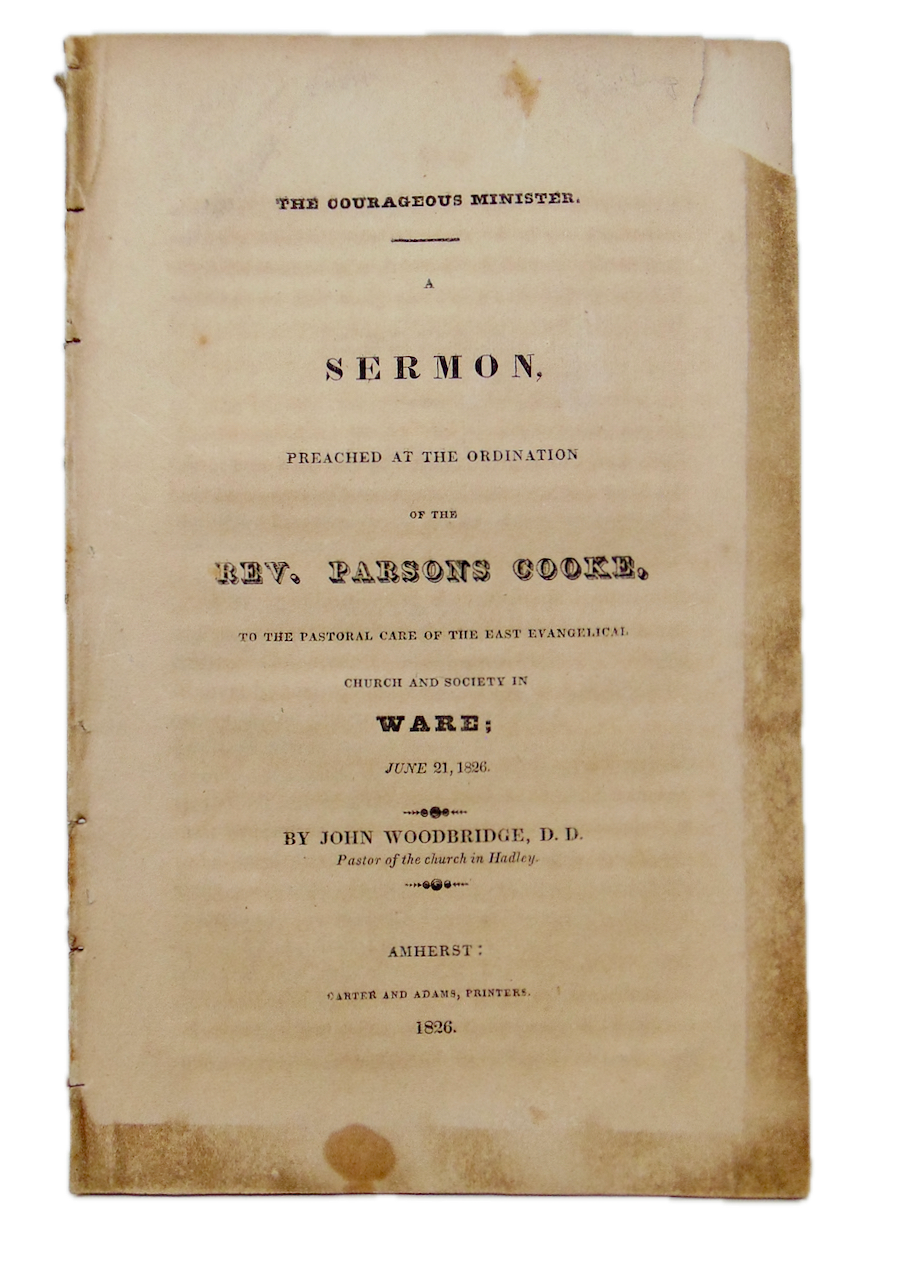 THE COURAGEOUS MINISTER.
A
SERMON,
PREACHED AT THE ORDINATION
OF THE
REV. PARSONS COOKE,
TO THE PASTORAL CARE OF THE EAST EVANGELICAL
CHURCH AND SOCIETY IN
WARE;
JUNE 21, 1826.
BY JOHN WOODBRIDGE, D. D.
Pastor of the church in Hadley.
AMHERST:
CARTER AND ADAMS, PRINTERS.
1826.